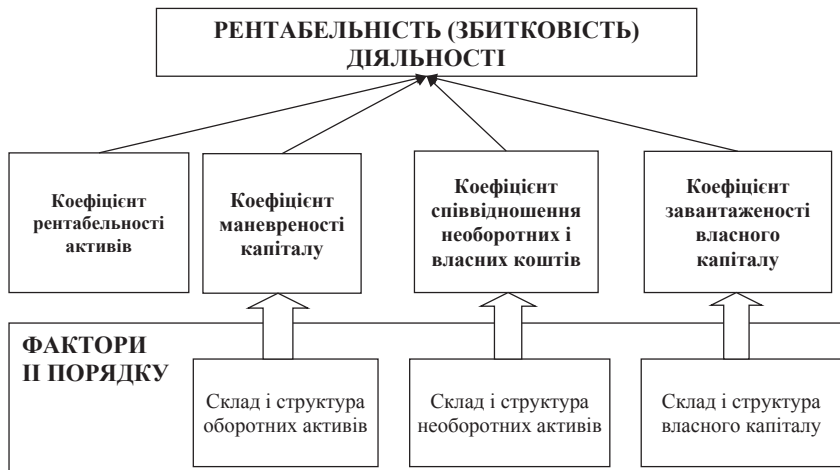 РЕНТАБЕЛЬНІСТЬ (ЗБИТКОВІСТЬ)
ДІЯЛЬНОСТІ
Коефіцієнт
рентабельності
активів
Коефіцієнт
маневреності
капіталу
Коефіцієнт
співвідношення
необоротних і
власних коштів
Коефіцієнт
завантаженості
власного
капіталу
ФАКТОРИ
ІІ ПОРЯДКУ
Склад і структура
оборотних активів
Склад і структура
необоротних активів
Склад і структура
власного капіталу